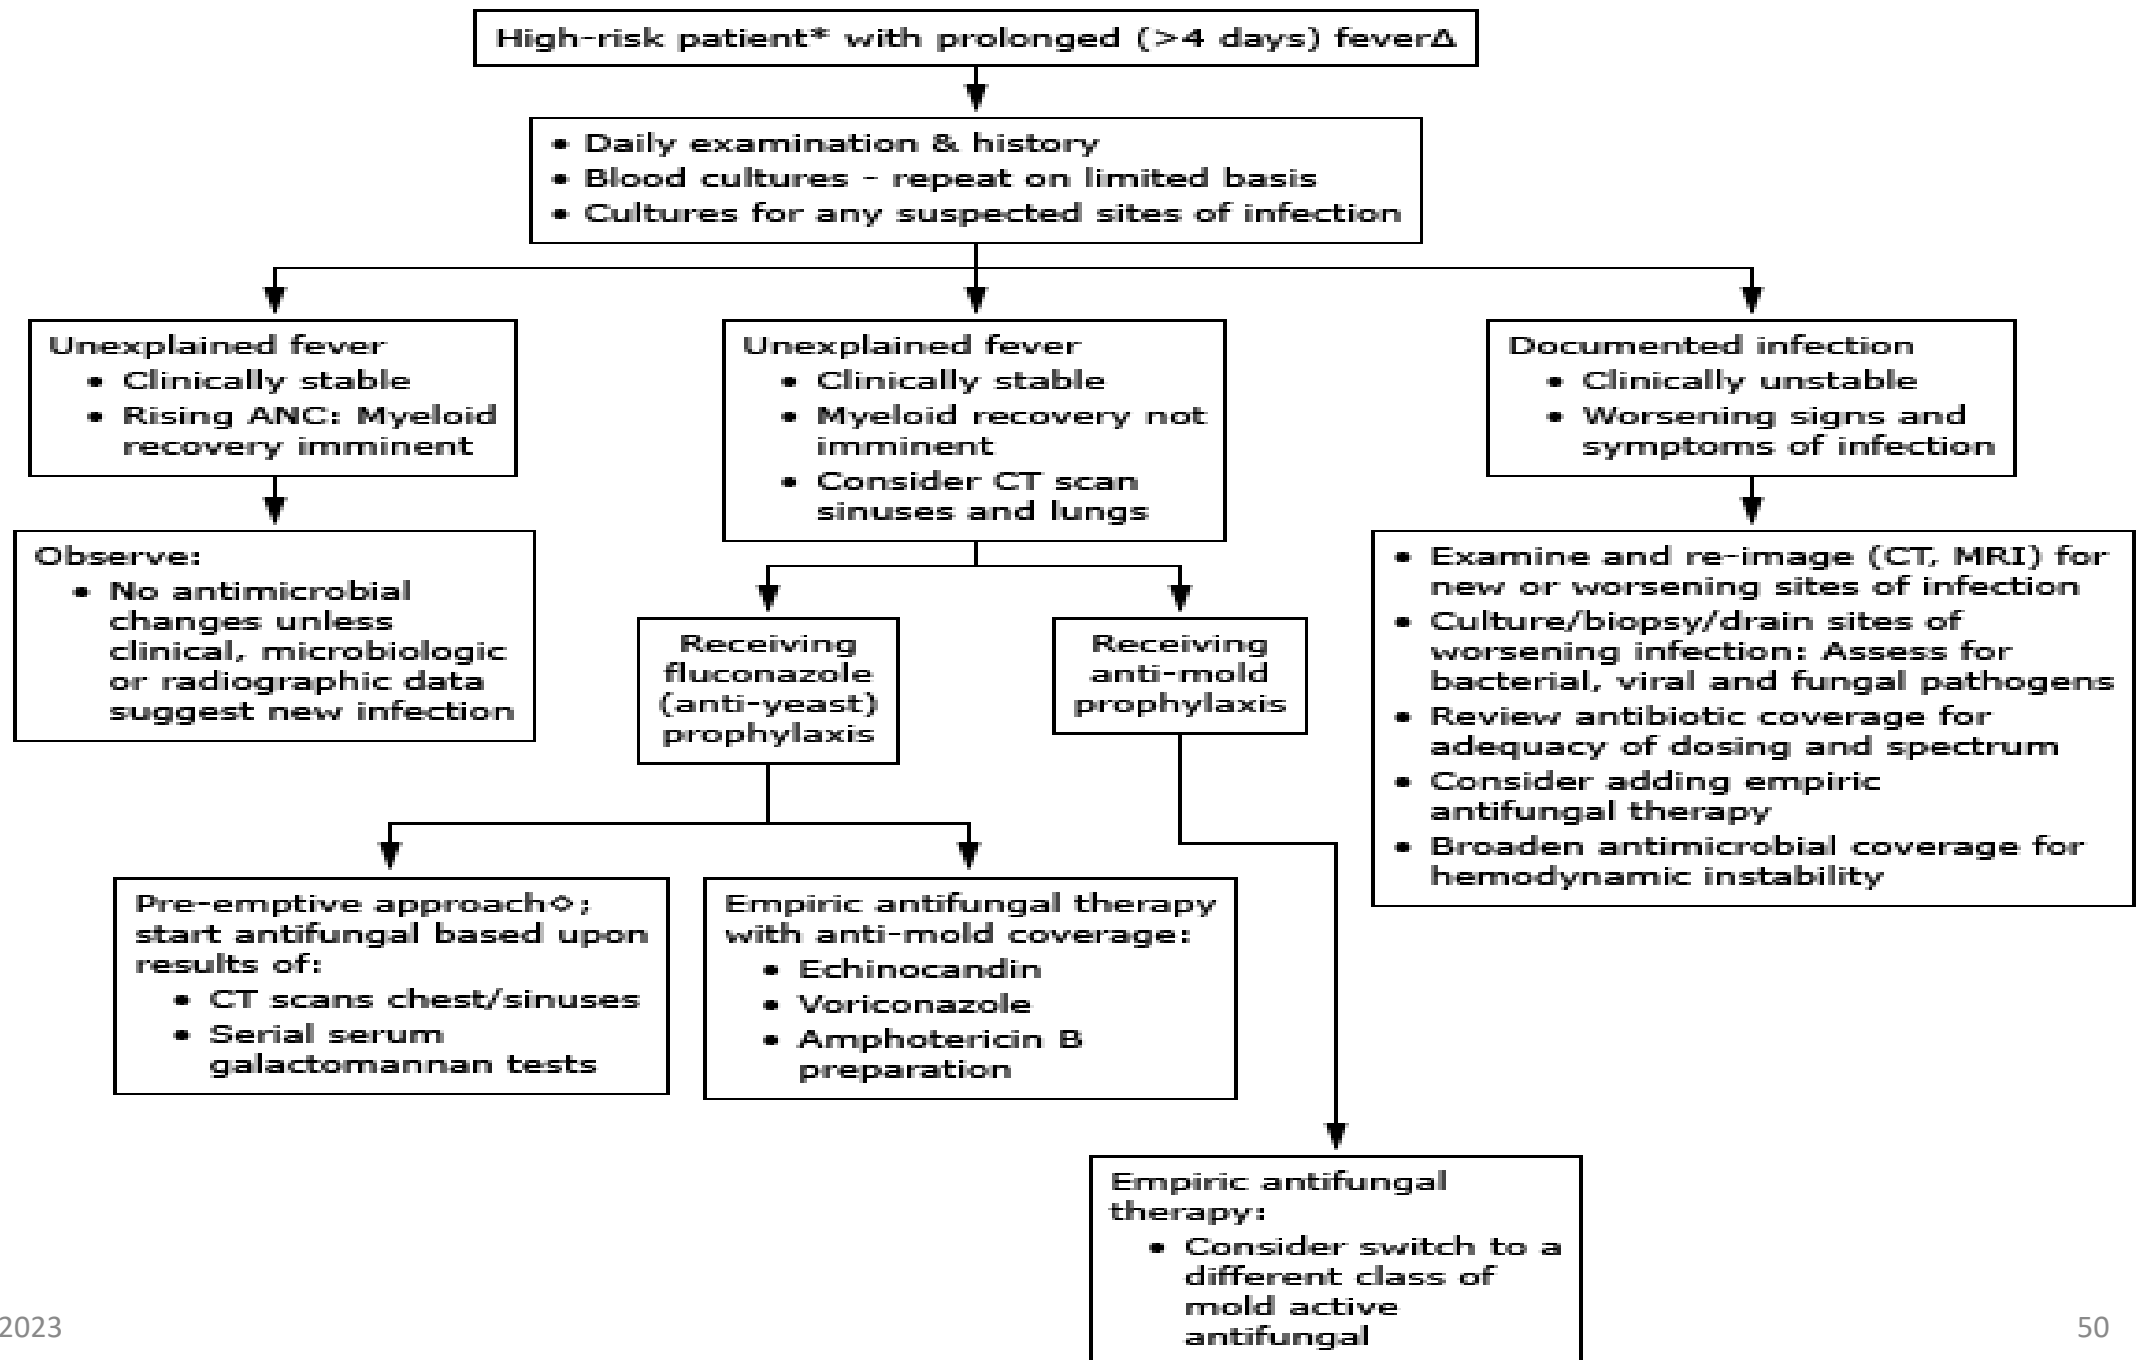 High-risk patient* with prolonged (>4 days) feverΔ
• Daily examination & history
• Blood cultures - repeat on limited basis
• Cultures for any suspected sites of infection
Unexplained fever
• Clinically stable
• Rising ANC: Myeloid
recovery imminent
Unexplained fever
• Clinically stable
• Myeloid recovery not
imminent
• Consider CT scan
sinuses and lungs
Documented infection
• Clinically unstable
• Worsening signs and
symptoms of infection
Observe:
• No antimicrobial
changes unless
clinical, microbiologic
or radiographic data
suggest new infection
Receiving
fluconazole
(anti-yeast)
prophylaxis
Receiving
anti-mold
prophylaxis
• Examine and re-image (CT, MRI) for
new or worsening sites of infection
• Culture/biopsy/drain sites of
worsening infection: Assess for
bacterial, viral and fungal pathogens
• Review antibiotic coverage for
adequacy of dosing and spectrum
• Consider adding empiric
antifungal therapy
• Broaden antimicrobial coverage for
hemodynamic instability
Pre-emptive approach◇;
start antifungal based upon
results of:
• CT scans chest/sinuses
• Serial serum
galactomannan tests
Empiric antifungal therapy
with anti-mold coverage:
• Echinocandin
• Voriconazole
• Amphotericin B
preparation
Empiric antifungal
therapy:
• Consider switch to a
different class of
mold active
antifungal
2023
50